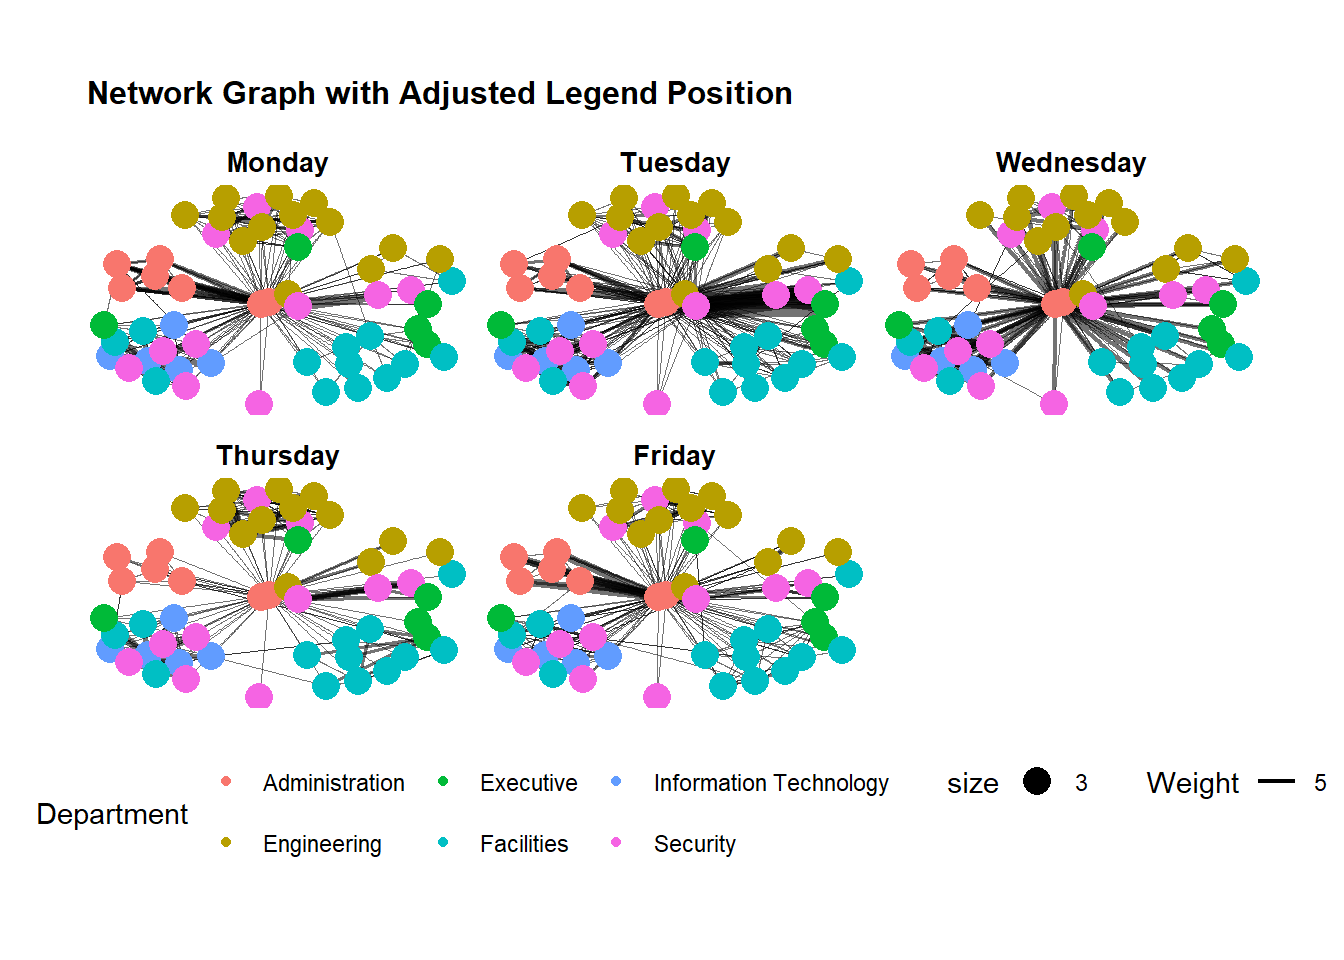 Network Graph with Adjusted Legend Position
Monday
Tuesday
Wednesday
Thursday
Friday
Department
Administration
Executive
Information Technology
Engineering
Facilities
Security
size
3
Weight
5